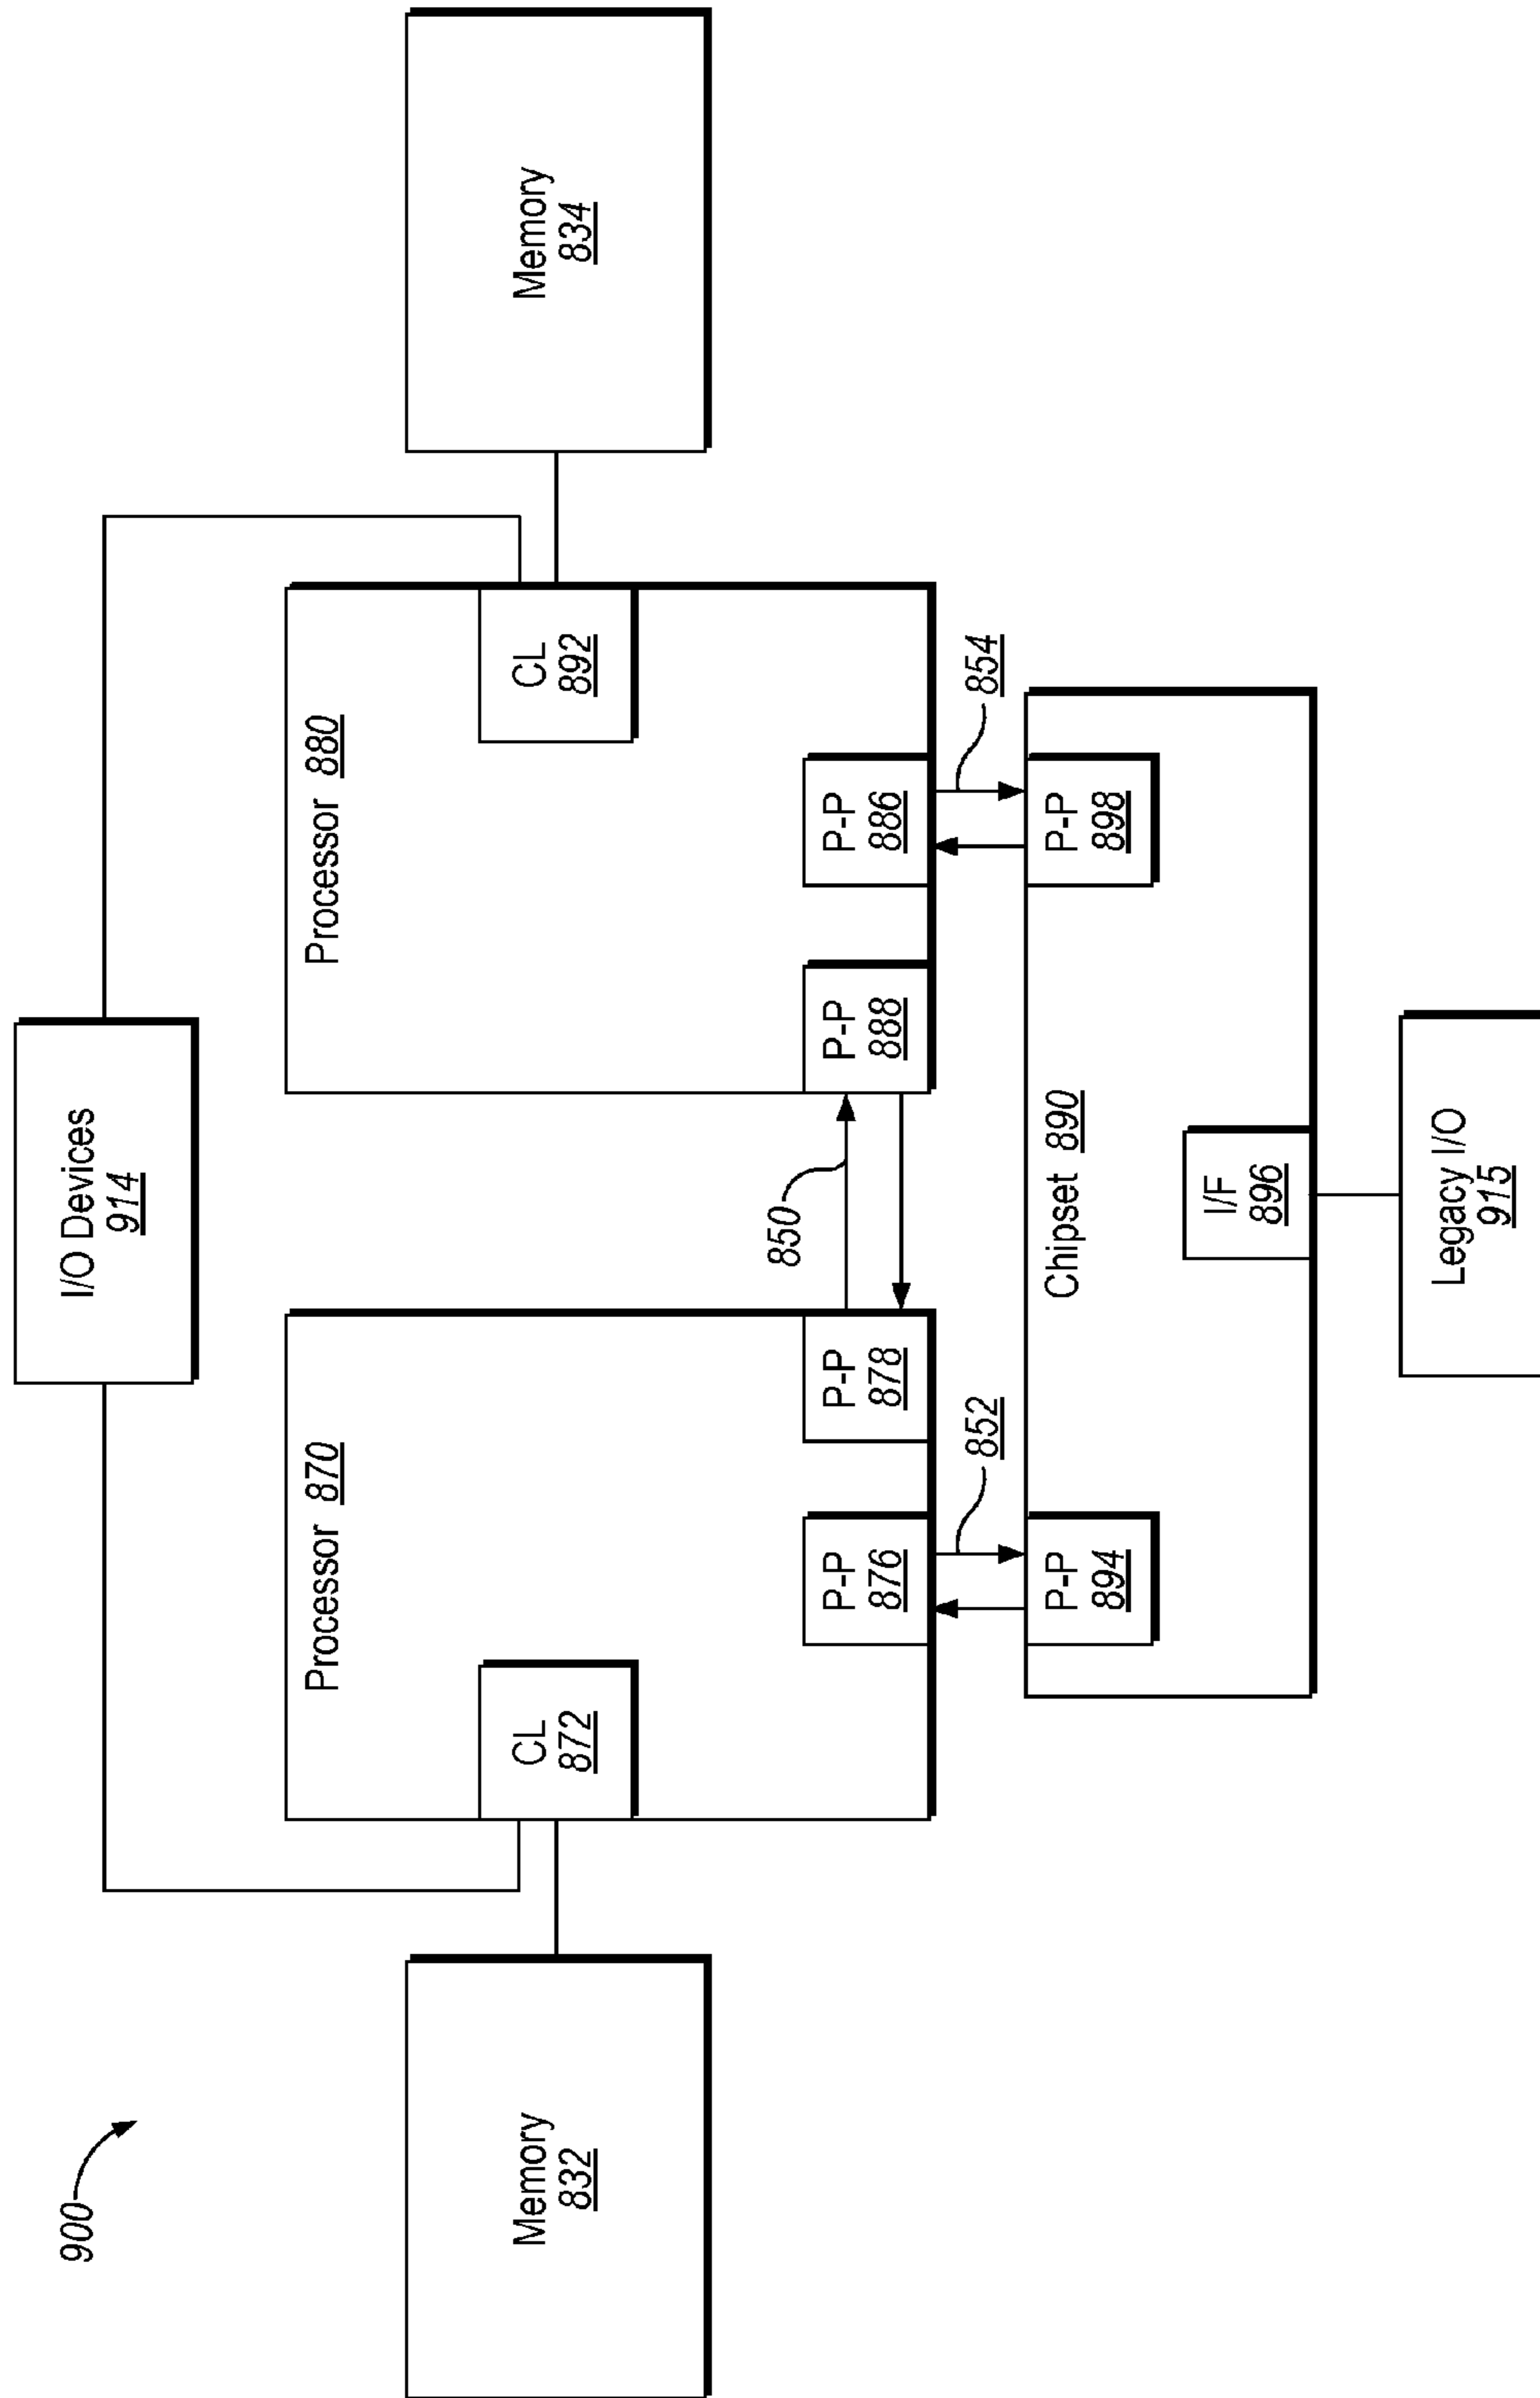 900
I/O Devices
914
Memory
832
Processor 870
CL
872
P-P
876
P-P
878
850
Processor 880
CL
892
P-P
888
P-P
886
Memory
834
852
854
Chipset 890
P-P
894
P-P
898
I/F
896
Legacy I/O
915